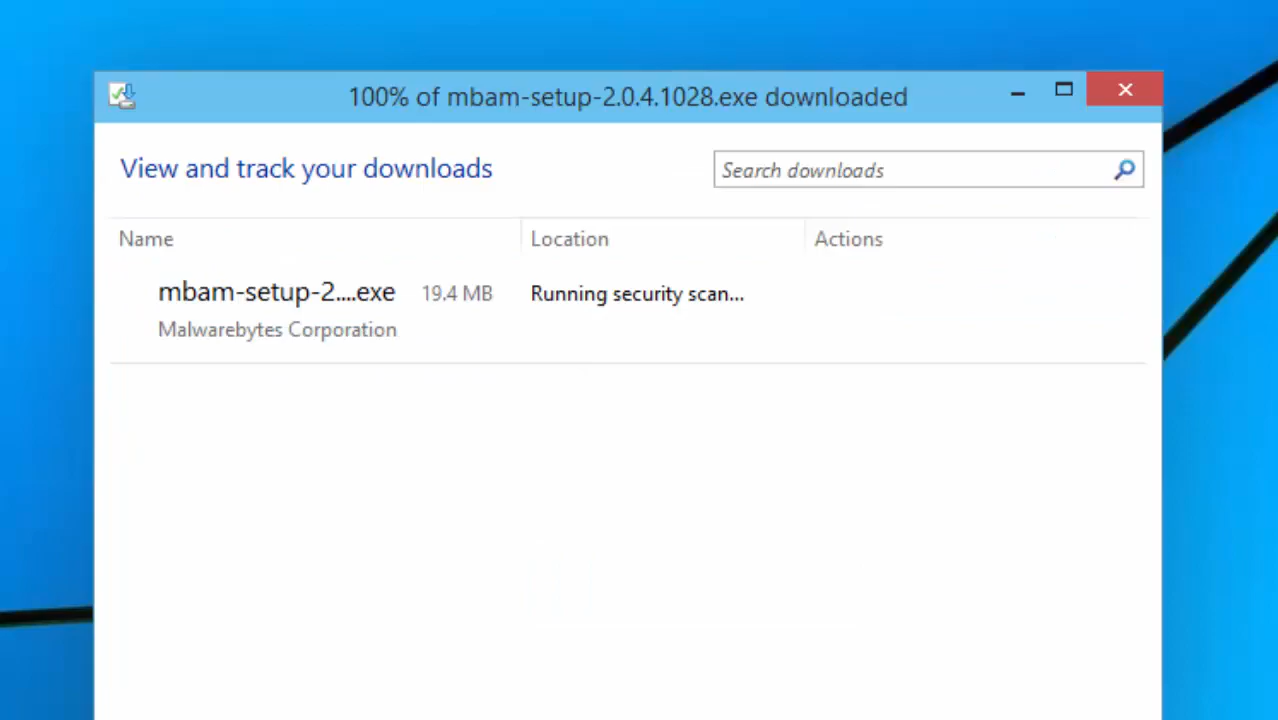 100% of mbam-setup-2.0.4.1028.exe downloaded
View and track your downloads
Search downloads
Name Location Actions
mbam-setup-2....exe 19.4 MB Running security scan...
Malwarebytes Corporation